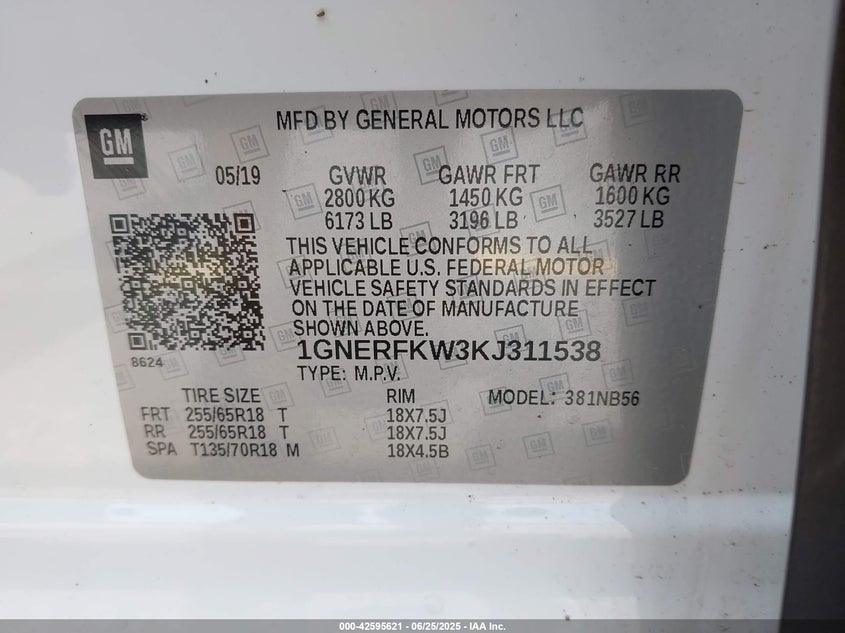 GM
MFD BY GENERAL MOTORS LLC
05/19 GVWR GAWR FRT GAWR RR
2800 KG 1450 KG 1600 KG
6173 LB 3196 LB 3527 LB
THIS VEHICLE CONFORMS TO ALL
APPLICABLE U.S. FEDERAL MOTOR
VEHICLE SAFETY STANDARDS IN EFFECT
ON THE DATE OF MANUFACTURE
SHOWN ABOVE.
8624
1GNERFKW3KJ311538
TYPE: M.P.V.
TIRE SIZE RIM MODEL: 381NB56
FRT 255/65R18 T 18X7.5J
RR 255/65R18 T 18X7.5J
SPA T135/70R18 M 18X4.5B
000-42595621 - 06/25/2025 - IAA Inc.